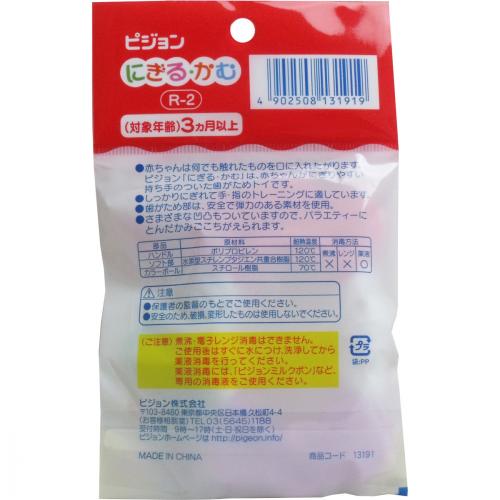 ピジョン
にぎる・かむ
R-2
(対象年齢)3ヵ月以上
4 902508 131919
●赤ちゃんは何でも触れたものを口に入れたがります。
ピジョン「にぎる・かむ」は、赤ちゃんがにぎりやすい
持ち手のついた歯がためトイです。
●しっかりにぎれて手・指のトレーニングに適しています。
●歯がため部は、安全で弾力のある素材を使用。
●さまざまな凹凸もついていますので、バラエティーに
とんだかみごこちがえられます。
部品 原材料 耐熱温度 消毒方法
ハンドル ポリプロピレン 120℃ 煮沸 レンジ 薬液
ソフト部 水素型スチレンブタジエン共重合樹脂 120℃ × × ○
カラーボール スチロール樹脂 70℃
注意
●保護者の監督のもとでご使用ください。
●安全のため、破損、変形したものは使用しないでください。
(ご注意)煮沸・電子レンジ消毒はできません。
ご使用後はすぐに水につけ、洗浄してから
薬液消毒を行ってください。
薬液消毒には、「ピジョンミルクポン」など、
専用の消毒液をご使用ください。
プラ
袋:PP
ピジョン株式会社
〒103-8480 東京都中央区日本橋久松町4-4
(お客様相談室)TEL 03(5645)1188
受付時間 9時〜17時(土・日・祝日を除く)
ピジョンホームページは http://pigeon.info/
MADE IN CHINA
商品コード 13191